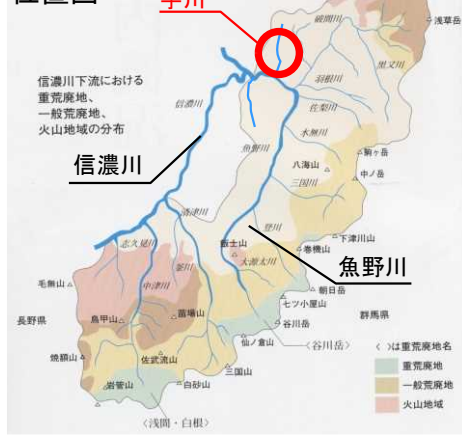 破間川
浅草岳
黒又川
羽根川
佐梨川
水無川
信濃川下流における
重荒廃地、
一般荒廃地、
火山地域の分布
信濃川
魚野川
駒ヶ岳
八海山
中ノ岳
三国川
信濃川
清津川
登川
下津川山
志久見川
飯士山
巻機山
魚野川
大源太川
釜川
朝日岳
毛無山
中津川
七ツ小屋山
群馬県
鳥甲山
苗場山
谷川岳
長野県
〈谷川岳〉
〈 〉は重荒廃地名
仙ノ倉山
焼額山
佐武流山
重荒廃地
三国山
一般荒廃地
岩菅山
白砂山
火山地域
〈浅間・白根〉